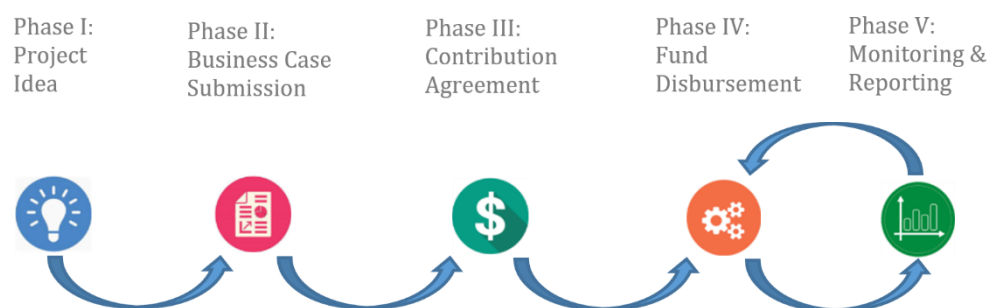 Phase I:
Project
Idea
Phase II:
Business Case
Submission
Phase III:
Contribution
Agreement
Phase IV:
Fund
Disbursement
Phase V:
Monitoring &
Reporting
$